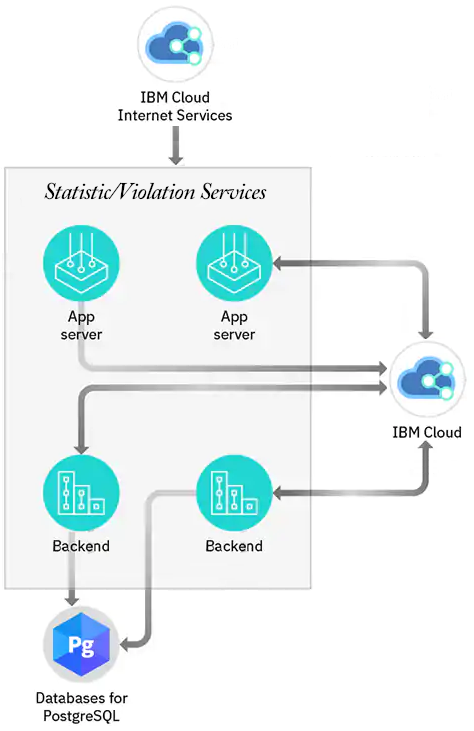 IBM Cloud
Internet Services
Statistic/Violation Services
App
server
App
server
IBM Cloud
Backend
Backend
Pg
Databases for
PostgreSQL